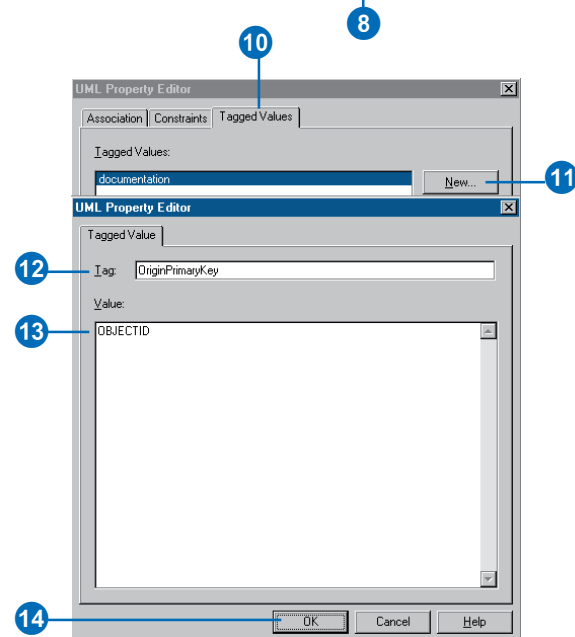 8
10
UML Property Editor
Association Constraints Tagged Values
Tagged Values:
documentation
New...
11
UML Property Editor
Tagged Value
12
Tag: OriginPrimaryKey
Value:
13
OBJECTID
14
OK Cancel Help